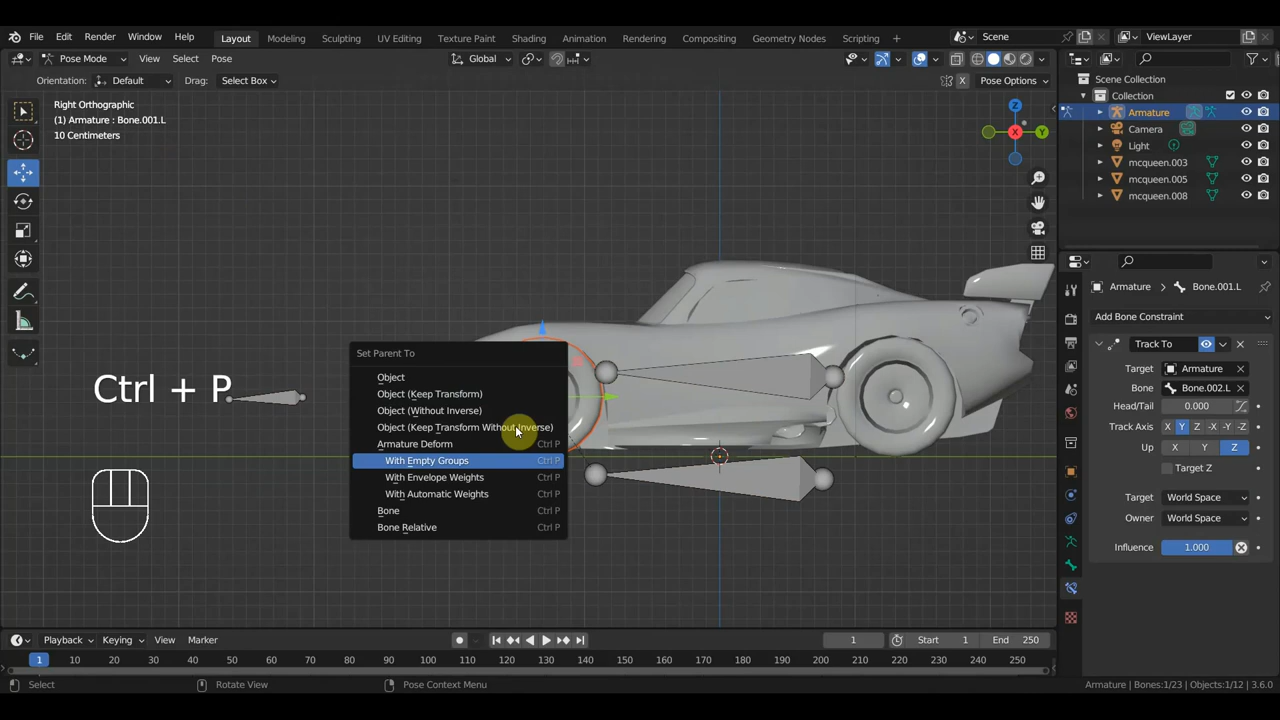 File Edit Render Window Help Layout Modeling Sculpting UV Editing Texture Paint Shading Animation Rendering Compositing Geometry Nodes Scripting + Scene ViewLayer
Pose Mode View Select Pose Global
Orientation: Default Drag: Select Box X Pose Options
Right Orthographic
(1) Armature : Bone.001.L
10 Centimeters
Z
X
Y
Scene Collection
Collection
Armature
Camera
Light
mcqueen.003
mcqueen.005
mcqueen.008
Ctrl + P
Set Parent To
Object
Object (Keep Transform)
Object (Without Inverse)
Object (Keep Transform Without Inverse)
Armature Deform Ctrl P
With Empty Groups Ctrl P
With Envelope Weights Ctrl P
With Automatic Weights Ctrl P
Bone Ctrl P
Bone Relative Ctrl P
Armature Bone.001.L
Add Bone Constraint
Track To
Target Armature
Bone Bone.002.L
Head/Tail 0.000
Track Axis X Y Z -X -Y -Z
Up X Y Z
Target Z
Target World Space
Owner World Space
Influence 1.000
Playback Keying View Marker 1 Start 1 End 250
1 10 20 30 40 50 60 70 80 90 100 110 120 130 140 150 160 170 180 190 200 210 220 230 240 250
Select Rotate View Pose Context Menu Armature | Bones:1/23 | Objects:1/12 | 3.6.0